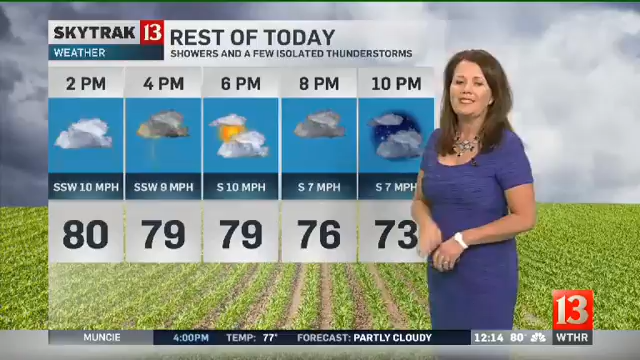 SKYTRAK 13
WEATHER
REST OF TODAY
SHOWERS AND A FEW ISOLATED THUNDERSTORMS
2 PM 4 PM 6 PM 8 PM 10 PM
SSW 10 MPH SSW 9 MPH S 10 MPH S 7 MPH S 7 MPH
80 79 79 76 73
13
MUNCIE 4:00PM TEMP: 77° FORECAST: PARTLY CLOUDY 12:14 80° WTHR